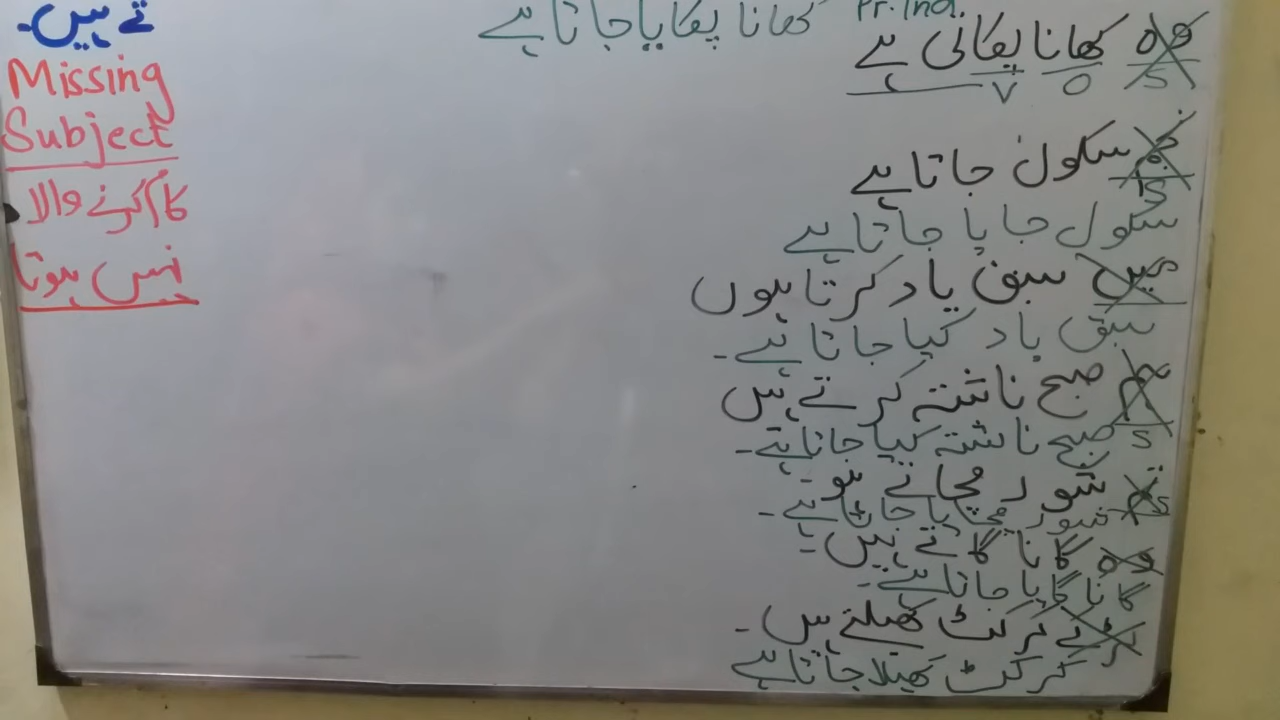 تے ہیں۔
Missing
Subject
کام کرنے والا
نہیں ہوتا
Pr. Ind.
کھانا پکایا جاتا ہے
وہ کھانا پکاتی ہے
S O V
سکول جاتا ہے
S
سکول جایا جاتا ہے
میں سبق یاد کرتا ہوں
سبق یاد کیا جاتا ہے۔
ہم صبح ناشتہ کرتے ہیں
S
صبح ناشتہ کیا جاتا ہے۔
تم شور مچاتے ہو۔
شور مچایا جاتا ہے۔
وہ گانا گاتے ہیں۔
گانا گایا جاتا ہے۔
لڑکے کرکٹ کھیلتے ہیں۔
کرکٹ کھیلا جاتا ہے